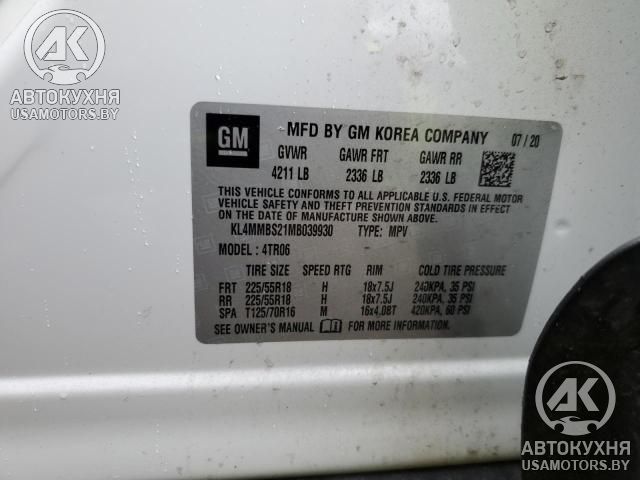 АК
АВТОКУХНЯ
USAMOTORS.BY
GM
MFD BY GM KOREA COMPANY 07/20
GVWR GAWR FRT GAWR RR
4211 LB 2336 LB 2336 LB
THIS VEHICLE CONFORMS TO ALL APPLICABLE U.S. FEDERAL MOTOR
VEHICLE SAFETY AND THEFT PREVENTION STANDARDS IN EFFECT
ON THE DATE OF MANUFACTURE SHOWN ABOVE.
KL4MMBS21MB039930 TYPE: MPV
MODEL: 4TR06
TIRE SIZE SPEED RTG RIM COLD TIRE PRESSURE
FRT 225/55R18 H 18x7.5J 240KPA, 35 PSI
RR 225/55R18 H 18x7.5J 240KPA, 35 PSI
SPA T125/70R16 M 16x4.08T 420KPA, 60 PSI
SEE OWNER'S MANUAL FOR MORE INFORMATION.
АК
АВТОКУХНЯ
USAMOTORS.BY